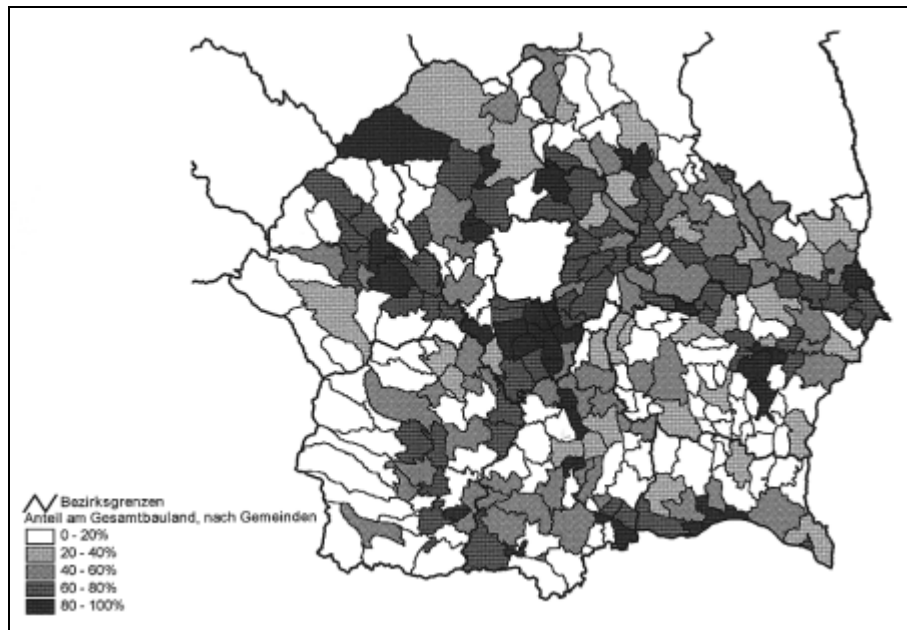 Bezirksgrenzen
Anteil am Gesamtbauland, nach Gemeinden
0 - 20%
20 - 40%
40 - 60%
60 - 80%
80 - 100%